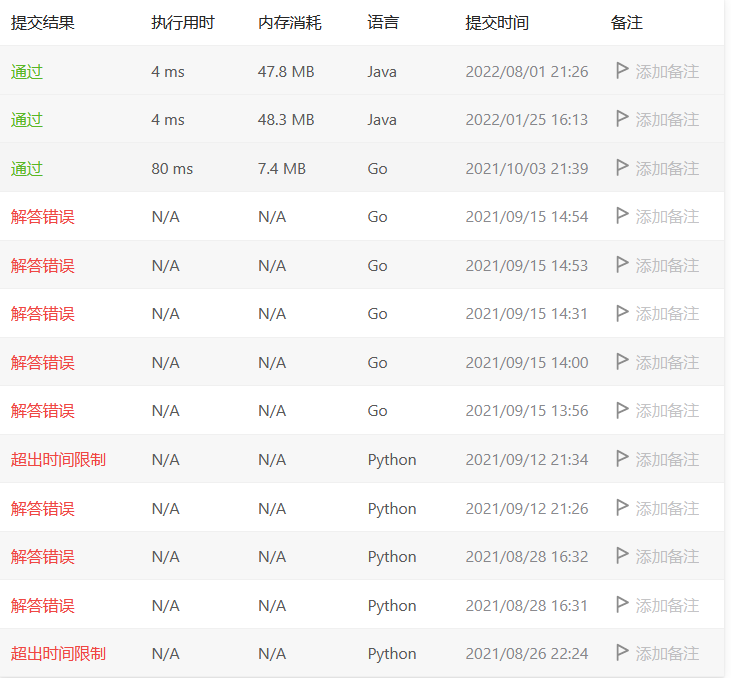 提交结果 执行用时 内存消耗 语言 提交时间 备注
通过 4 ms 47.8 MB Java 2022/08/01 21:26 添加备注
通过 4 ms 48.3 MB Java 2022/01/25 16:13 添加备注
通过 80 ms 7.4 MB Go 2021/10/03 21:39 添加备注
解答错误 N/A N/A Go 2021/09/15 14:54 添加备注
解答错误 N/A N/A Go 2021/09/15 14:53 添加备注
解答错误 N/A N/A Go 2021/09/15 14:31 添加备注
解答错误 N/A N/A Go 2021/09/15 14:00 添加备注
解答错误 N/A N/A Go 2021/09/15 13:56 添加备注
超出时间限制 N/A N/A Python 2021/09/12 21:34 添加备注
解答错误 N/A N/A Python 2021/09/12 21:26 添加备注
解答错误 N/A N/A Python 2021/08/28 16:32 添加备注
解答错误 N/A N/A Python 2021/08/28 16:31 添加备注
超出时间限制 N/A N/A Python 2021/08/26 22:24 添加备注